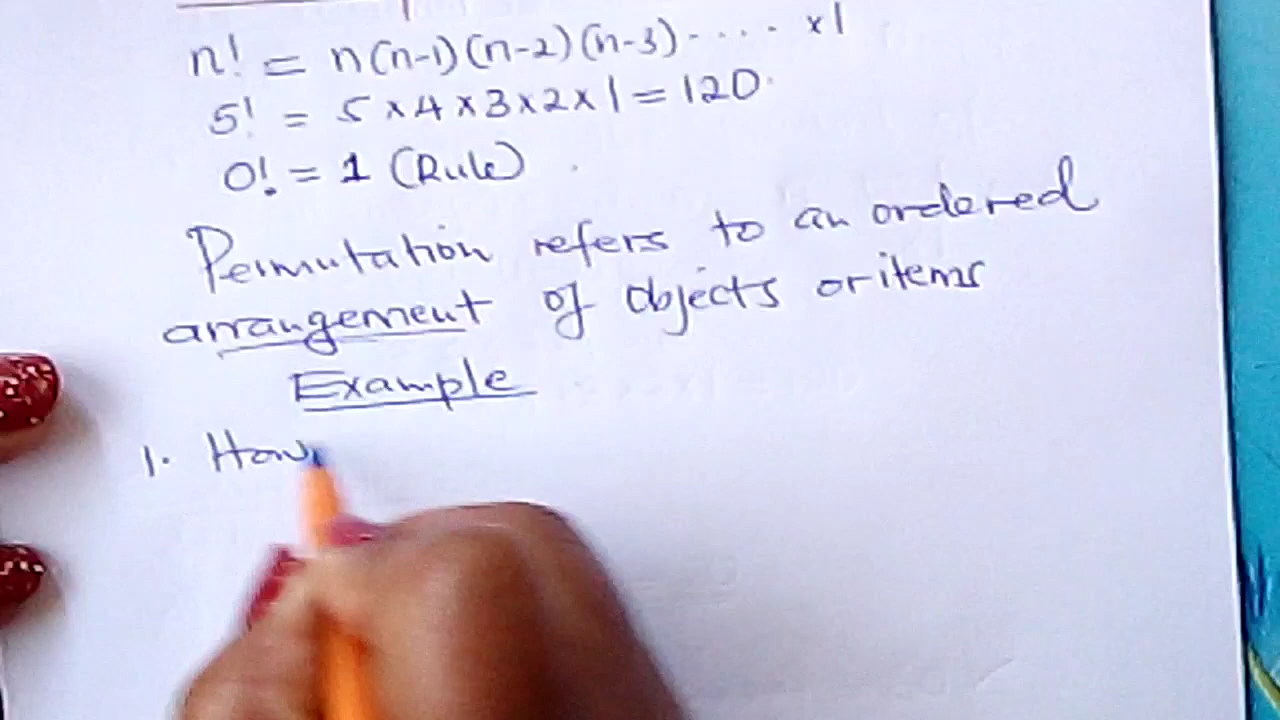 n! = n(n-1)(n-2)(n-3)-.... x1
5! = 5x4x3x2x1=120.
0! = 1 (Rule)
Permutation refers to an ordered
arrangement of objects or items
Example
1. How